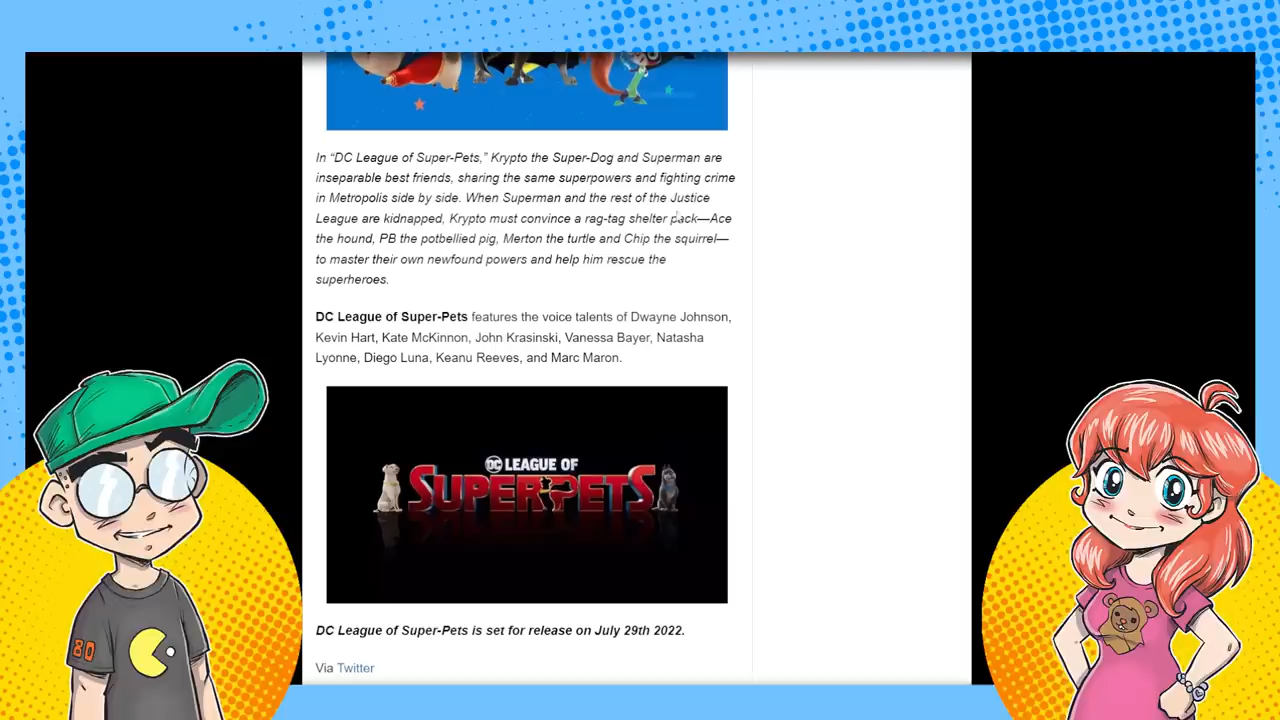 In “DC League of Super-Pets,” Krypto the Super-Dog and Superman are
inseparable best friends, sharing the same superpowers and fighting crime
in Metropolis side by side. When Superman and the rest of the Justice
League are kidnapped, Krypto must convince a rag-tag shelter pack—Ace
the hound, PB the potbellied pig, Merton the turtle and Chip the squirrel—
to master their own newfound powers and help him rescue the
superheroes.
DC League of Super-Pets features the voice talents of Dwayne Johnson,
Kevin Hart, Kate McKinnon, John Krasinski, Vanessa Bayer, Natasha
Lyonne, Diego Luna, Keanu Reeves, and Marc Maron.
DC LEAGUE OF
SUPER-PETS
DC League of Super-Pets is set for release on July 29th 2022.
Via Twitter
80